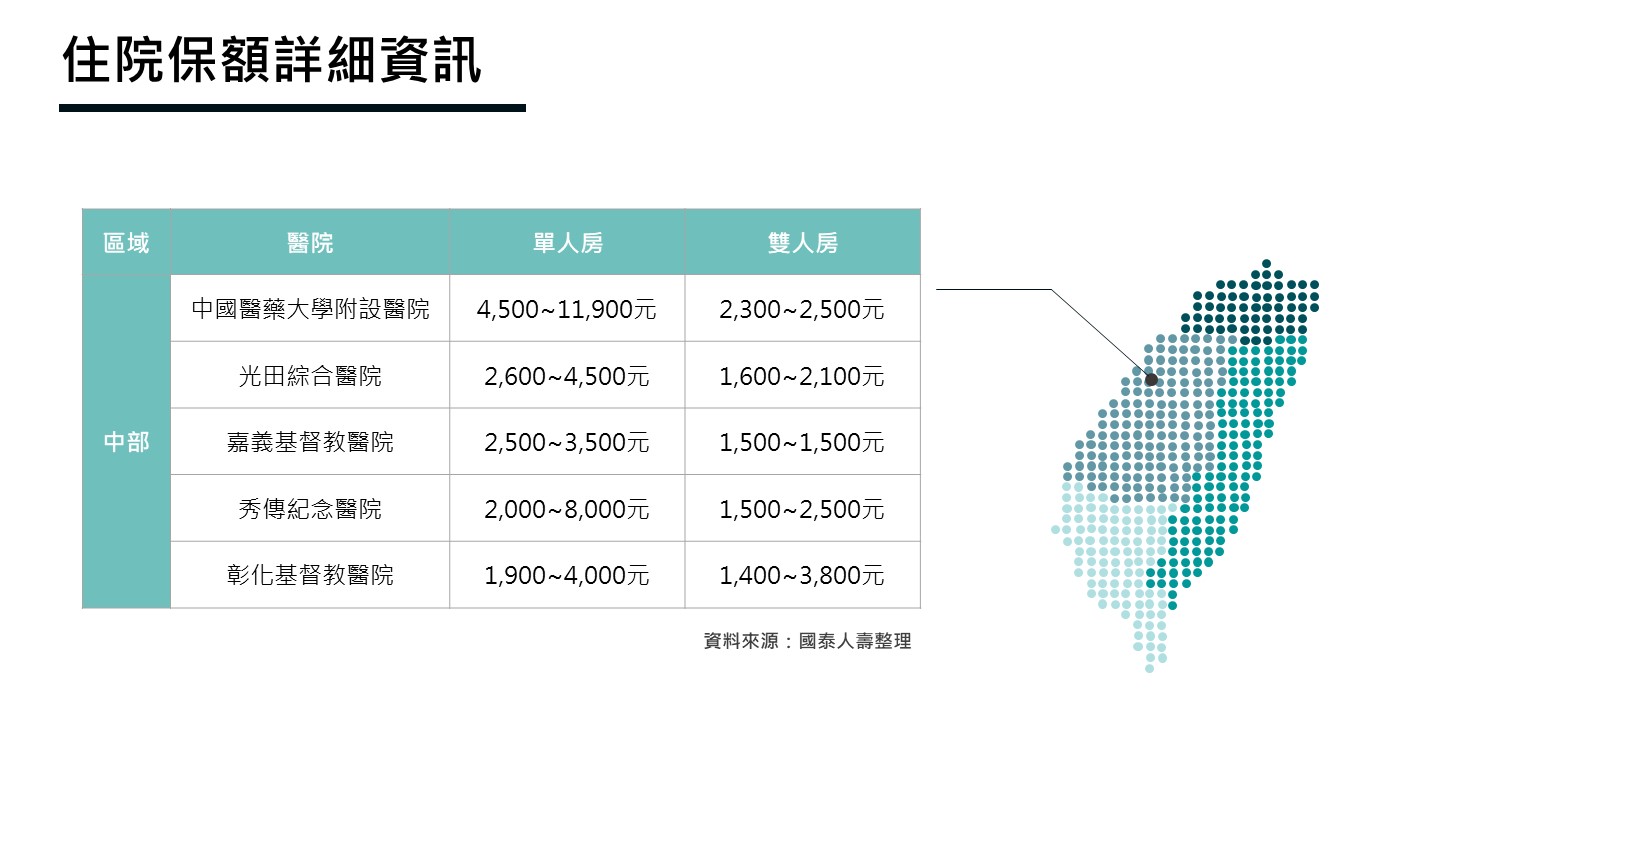 住院保額詳細資訊
區域 醫院 單人房 雙人房
中國醫藥大學附設醫院 4,500~11,900元 2,300~2,500元
光田綜合醫院 2,600~4,500元 1,600~2,100元
中部 嘉義基督教醫院 2,500~3,500元 1,500~1,500元
秀傳紀念醫院 2,000~8,000元 1,500~2,500元
彰化基督教醫院 1,900~4,000元 1,400~3,800元
資料來源：國泰人壽整理